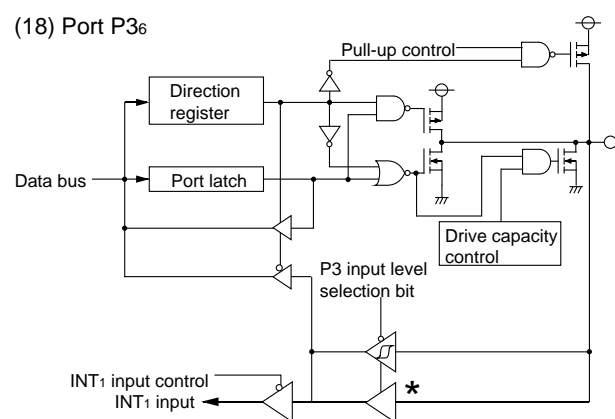 (18) Port P3₆
Pull-up control
Direction
register
Data bus
Port latch
Drive capacity
control
P3 input level
selection bit
*
INT₁ input control
INT₁ input